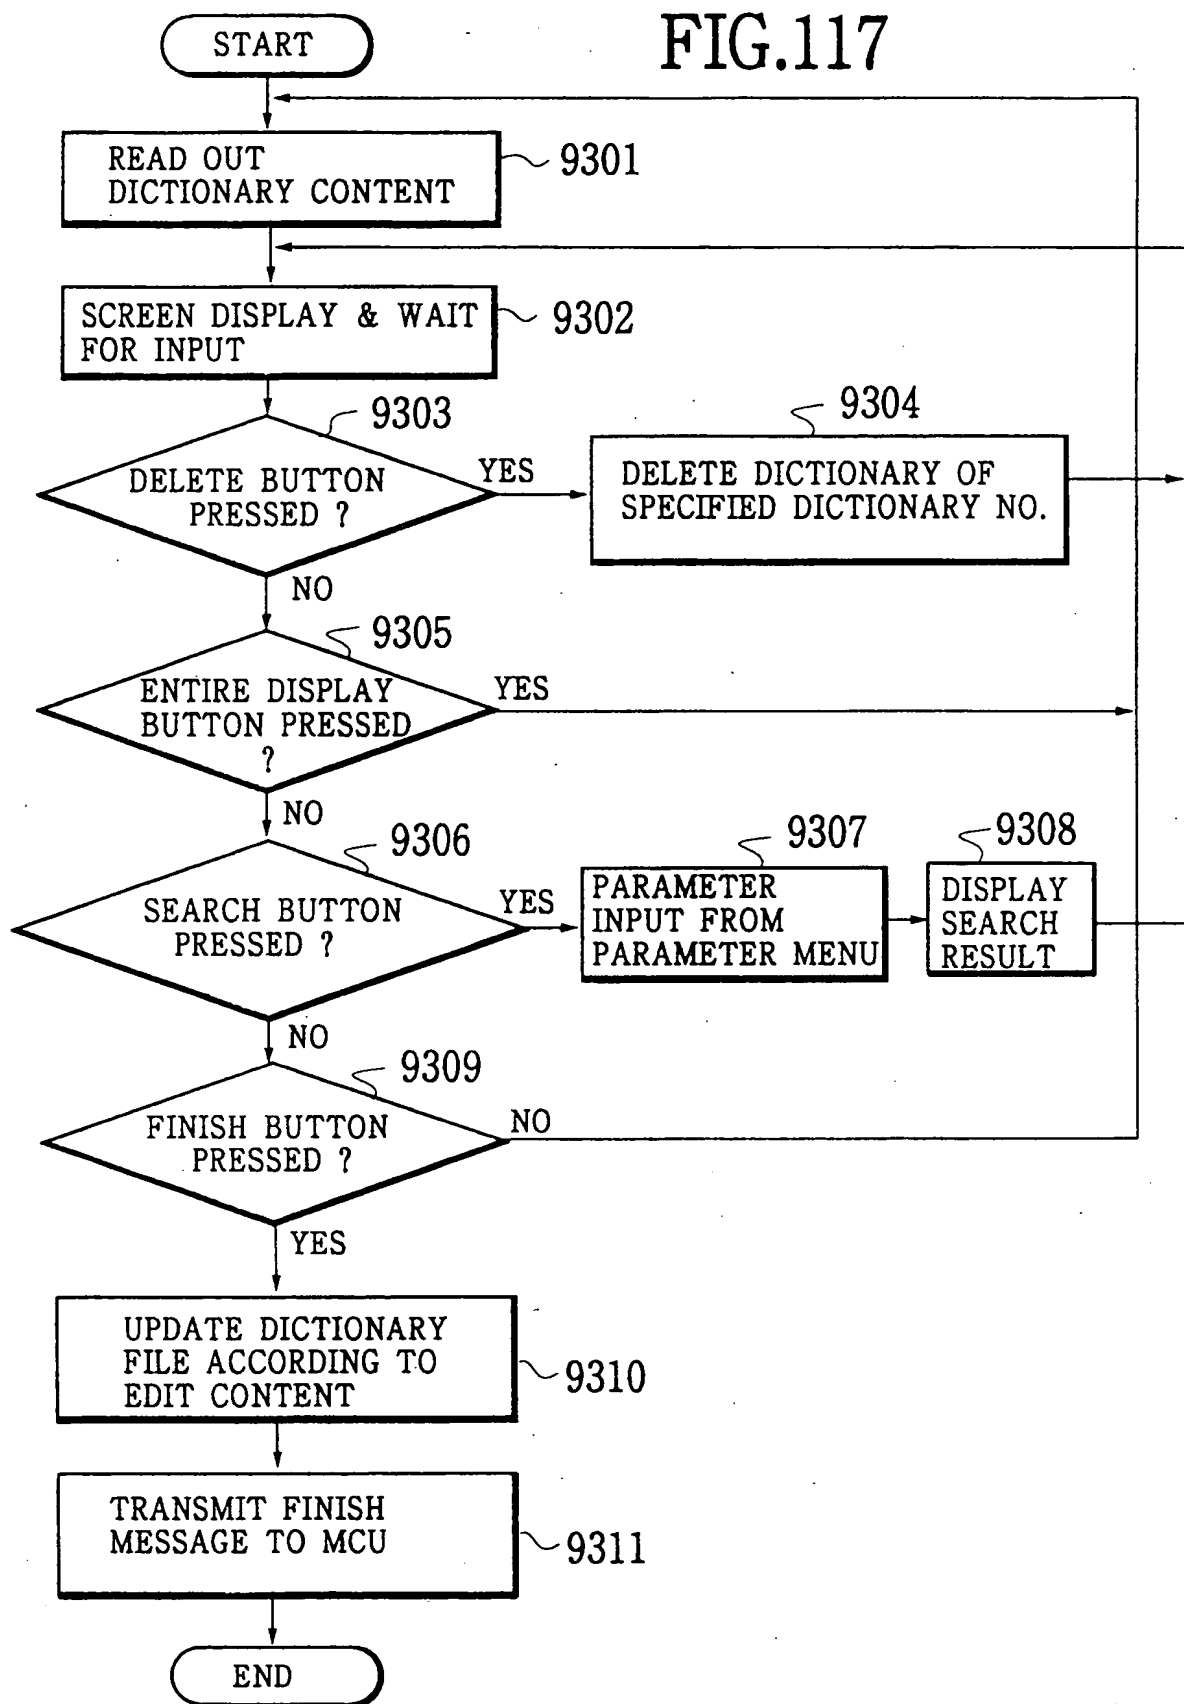 START
FIG.117
READ OUT
DICTIONARY CONTENT
9301
SCREEN DISPLAY & WAIT
FOR INPUT
9302
9303
DELETE BUTTON
PRESSED ?
YES
9304
DELETE DICTIONARY OF
SPECIFIED DICTIONARY NO.
NO
9305
ENTIRE DISPLAY
BUTTON PRESSED
?
YES
NO
9306
SEARCH BUTTON
PRESSED ?
YES
9307
PARAMETER
INPUT FROM
PARAMETER MENU
9308
DISPLAY
SEARCH
RESULT
NO
9309
FINISH BUTTON
PRESSED ?
NO
YES
UPDATE DICTIONARY
FILE ACCORDING TO
EDIT CONTENT
9310
TRANSMIT FINISH
MESSAGE TO MCU
9311
END